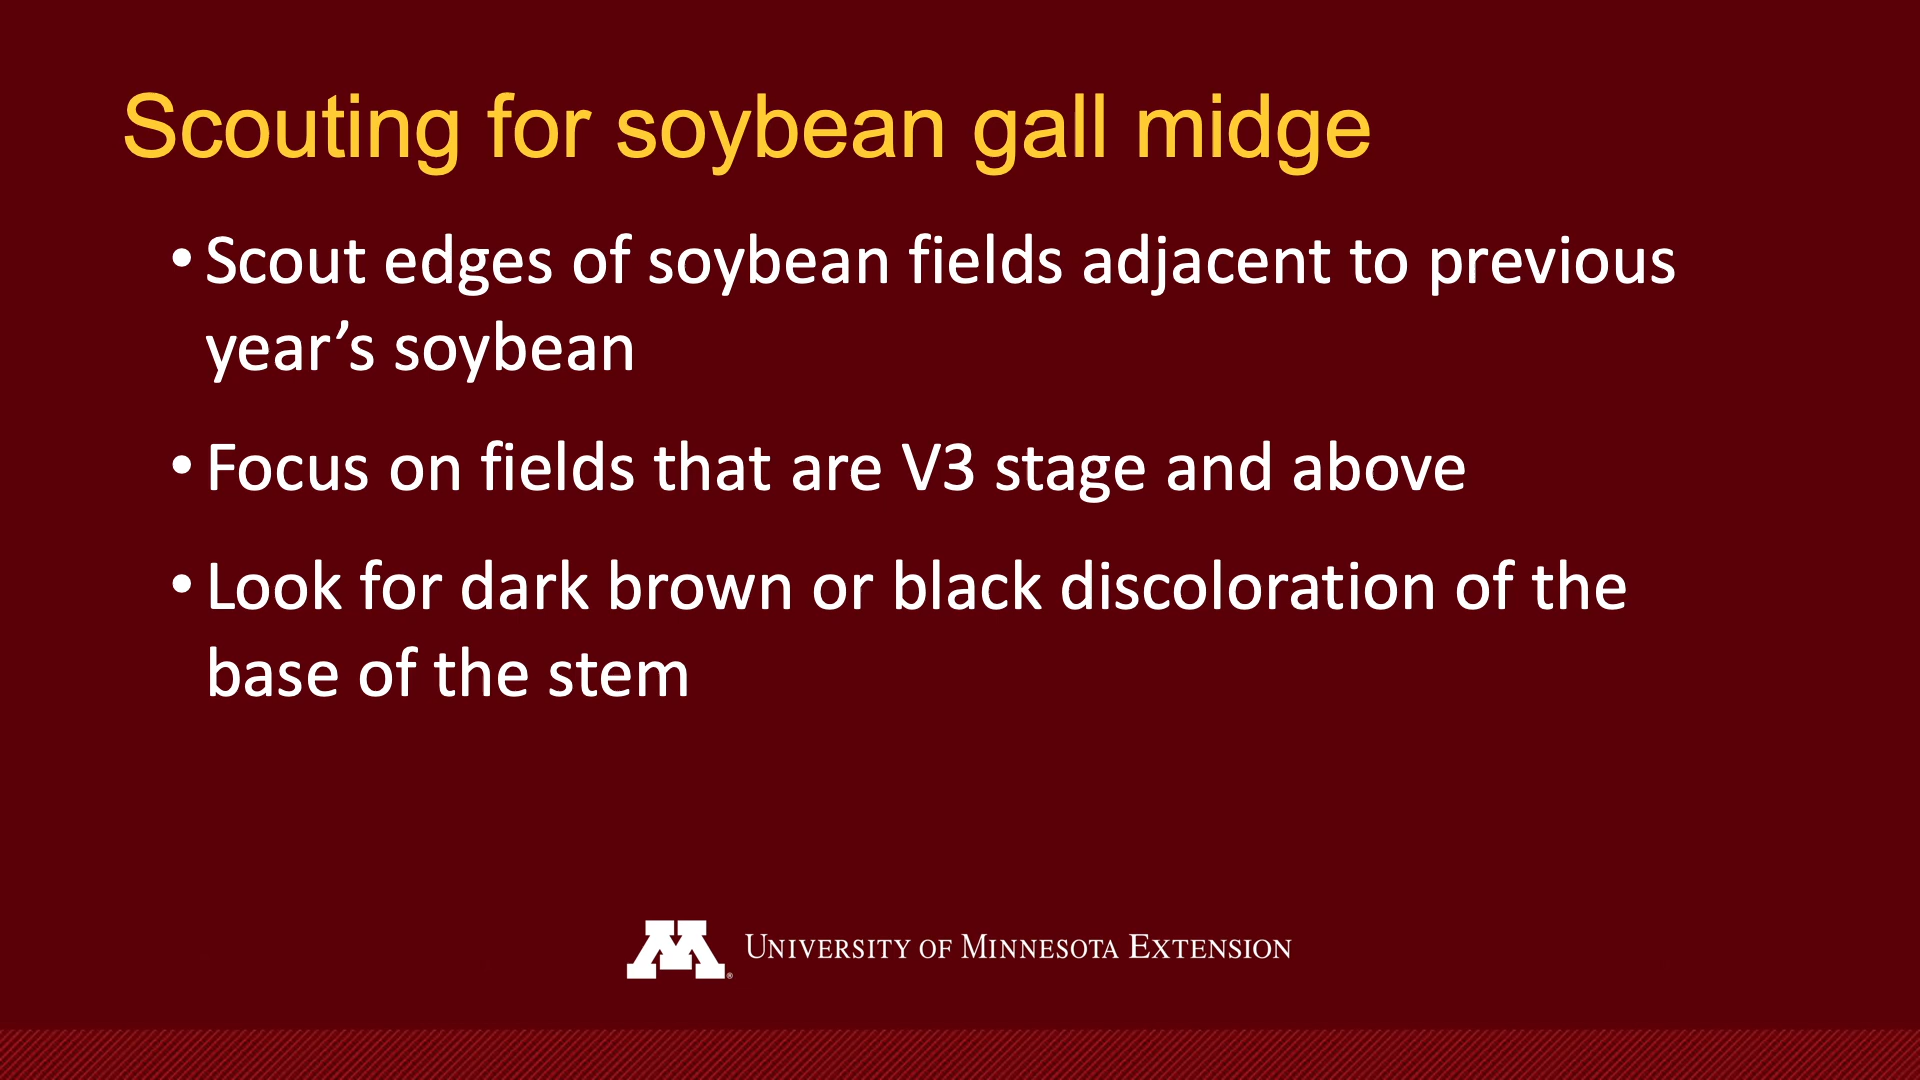 Scouting for soybean gall midge
• Scout edges of soybean fields adjacent to previous
year’s soybean
• Focus on fields that are V3 stage and above
• Look for dark brown or black discoloration of the
base of the stem
M® University of Minnesota Extension